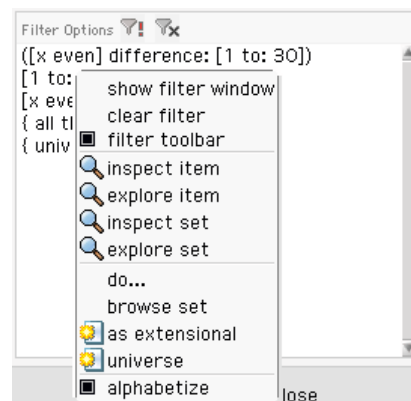 Filter Options
([x even] difference: [1 to: 30])
[1 to:
[x eve
{ all t
{ univ
show filter window
clear filter
filter toolbar
inspect item
explore item
inspect set
explore set
do...
browse set
as extensional
universe
alphabetize
lose